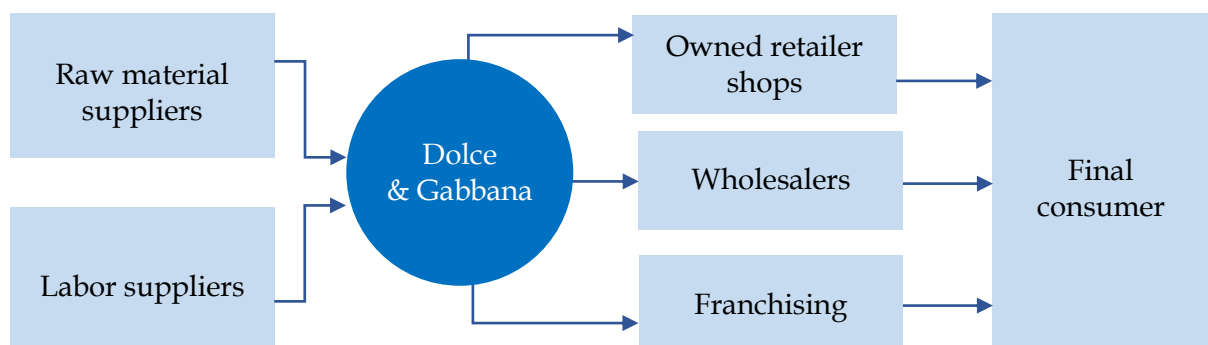 Raw material
suppliers
Labor suppliers
Dolce
& Gabbana
Owned retailer
shops
Wholesalers
Franchising
Final
consumer